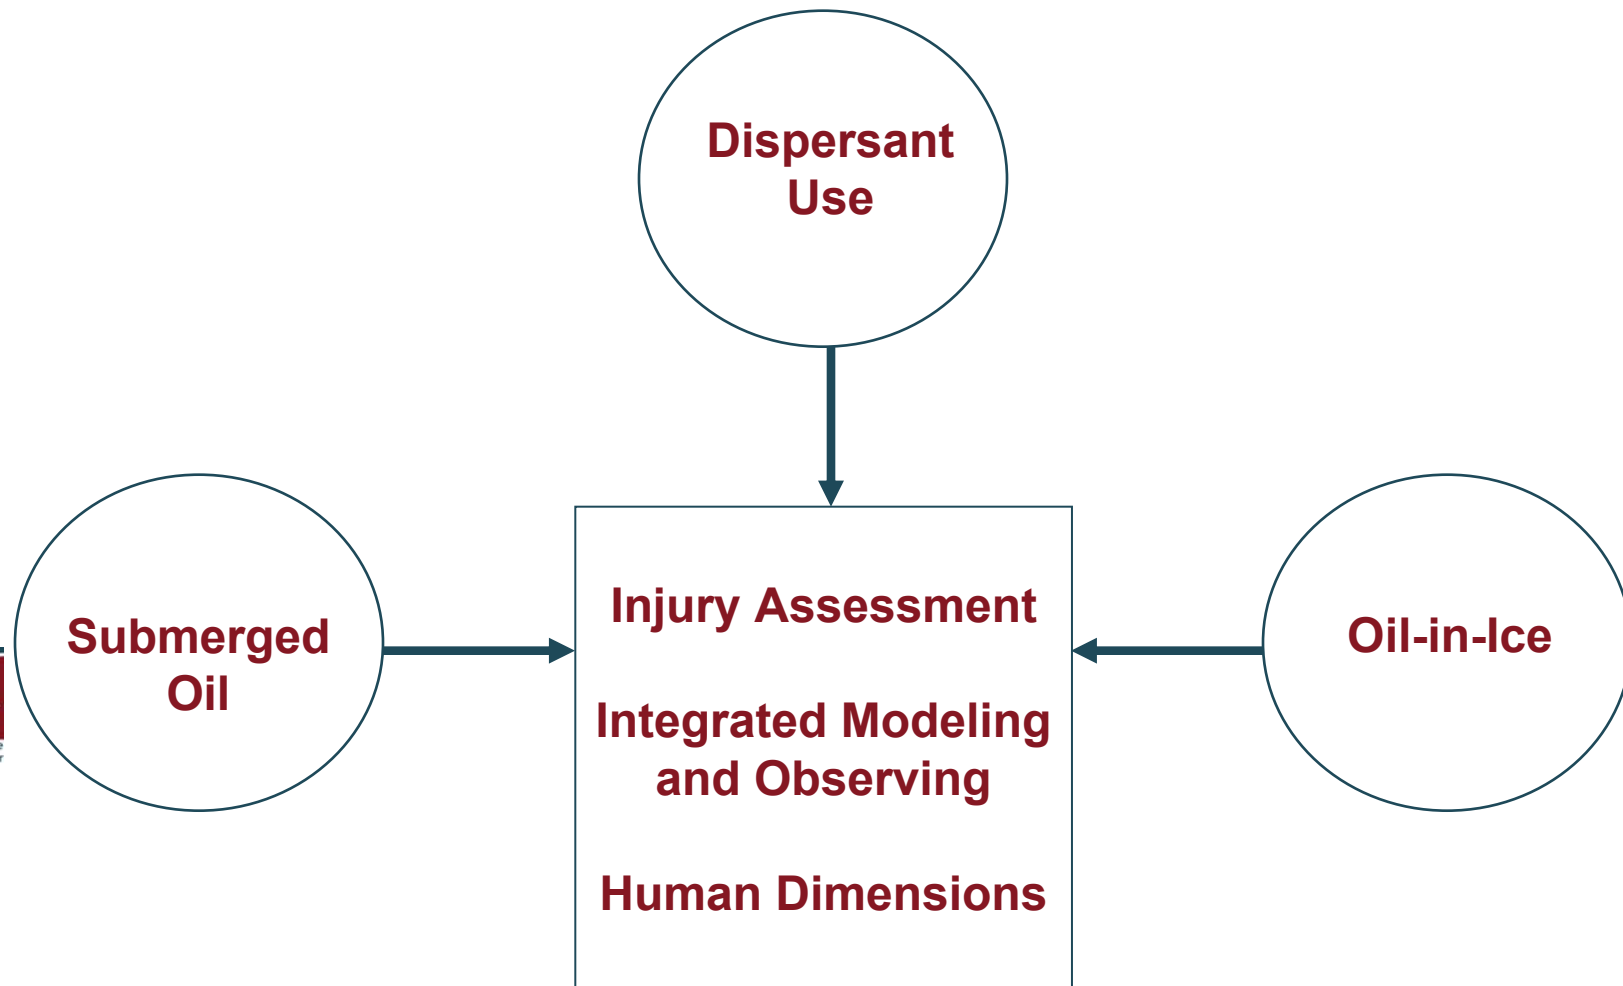 Dispersant
Use
Submerged
Oil
Injury Assessment
Integrated Modeling
and Observing
Human Dimensions
Oil-in-Ice